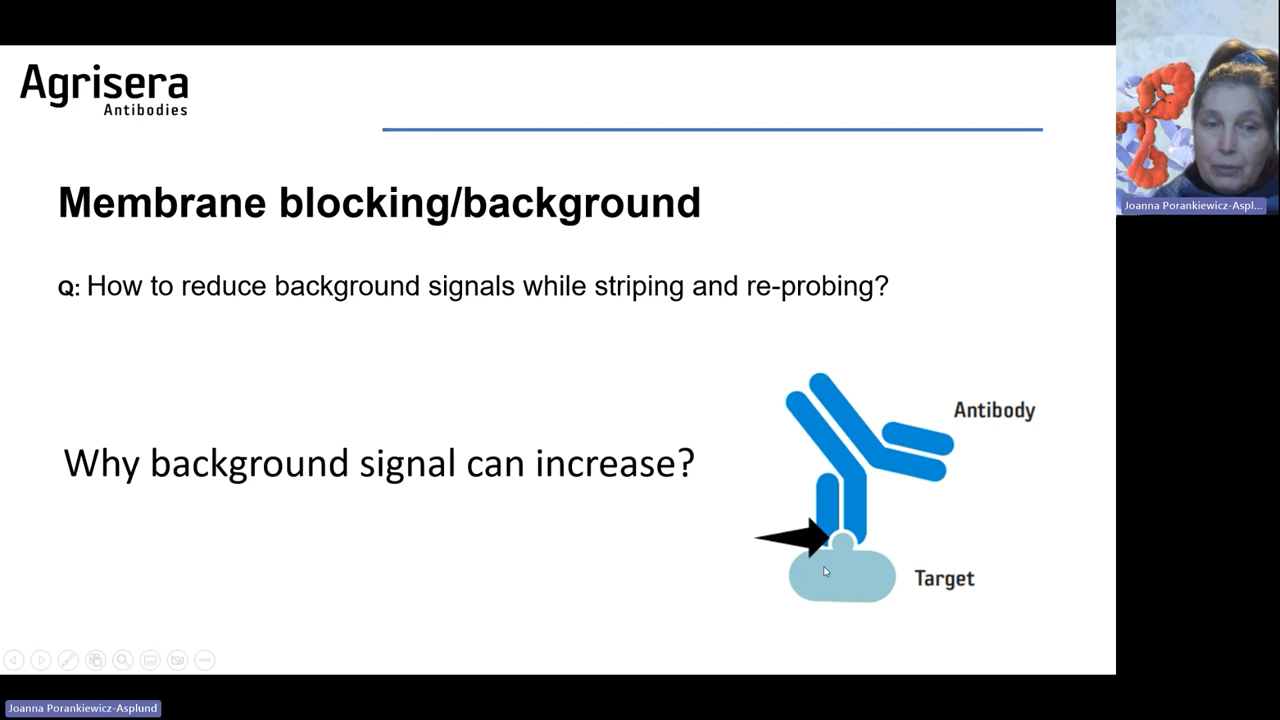 Agrisera
Antibodies
Membrane blocking/background
Q: How to reduce background signals while striping and re-probing?
Why background signal can increase?
Antibody
Target
Joanna Porankiewicz-Aspl...
Joanna Porankiewicz-Asplund